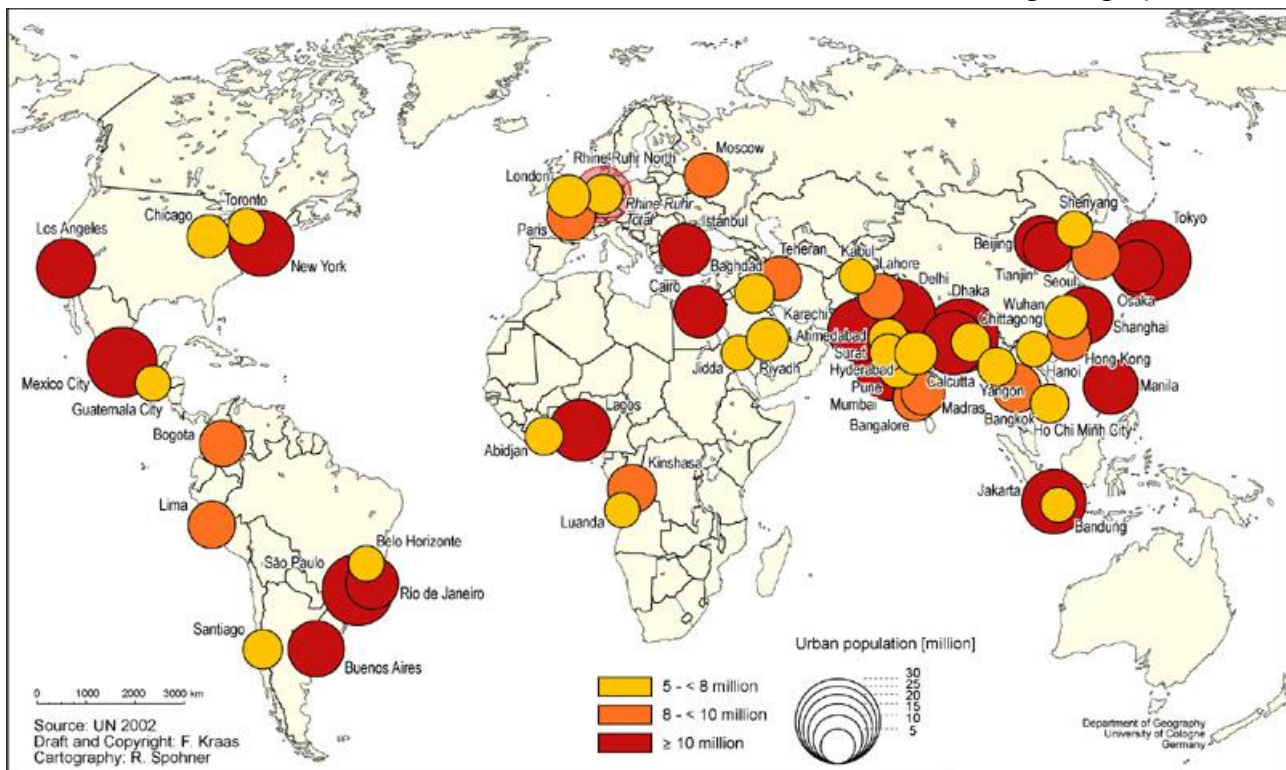 Moscow
Rhine-Ruhr North
London
Rhine-Ruhr
Total
Paris
Istanbul
Toronto
Chicago
Los Angeles
New York
Shenyang
Tokyo
Beijing
Tianjin
Seoul
Osaka
Teheran
Kabul
Lahore
Baghdad
Delhi
Dhaka
Wuhan
Cairo
Karachi
Chittagong
Shanghai
Ahmedabad
Surat
Hong Kong
Jidda
Riyadh
Hyderabad
Hanoi
Mexico City
Pune
Calcutta
Yangon
Manila
Guatemala City
Mumbai
Madras
Bangkok
Lagos
Bangalore
Ho Chi Minh City
Bogota
Abidjan
Kinshasa
Jakarta
Lima
Luanda
Bandung
Belo Horizonte
São Paulo
Rio de Janeiro
Santiago
Buenos Aires
Urban population [million]
30
25
20
15
10
5
5 - < 8 million
8 - < 10 million
≥ 10 million
0 1000 2000 3000 km
Source: UN 2002
Draft and Copyright: F. Kraas
Cartography: R. Spohner
Department of Geography
University of Cologne
Germany